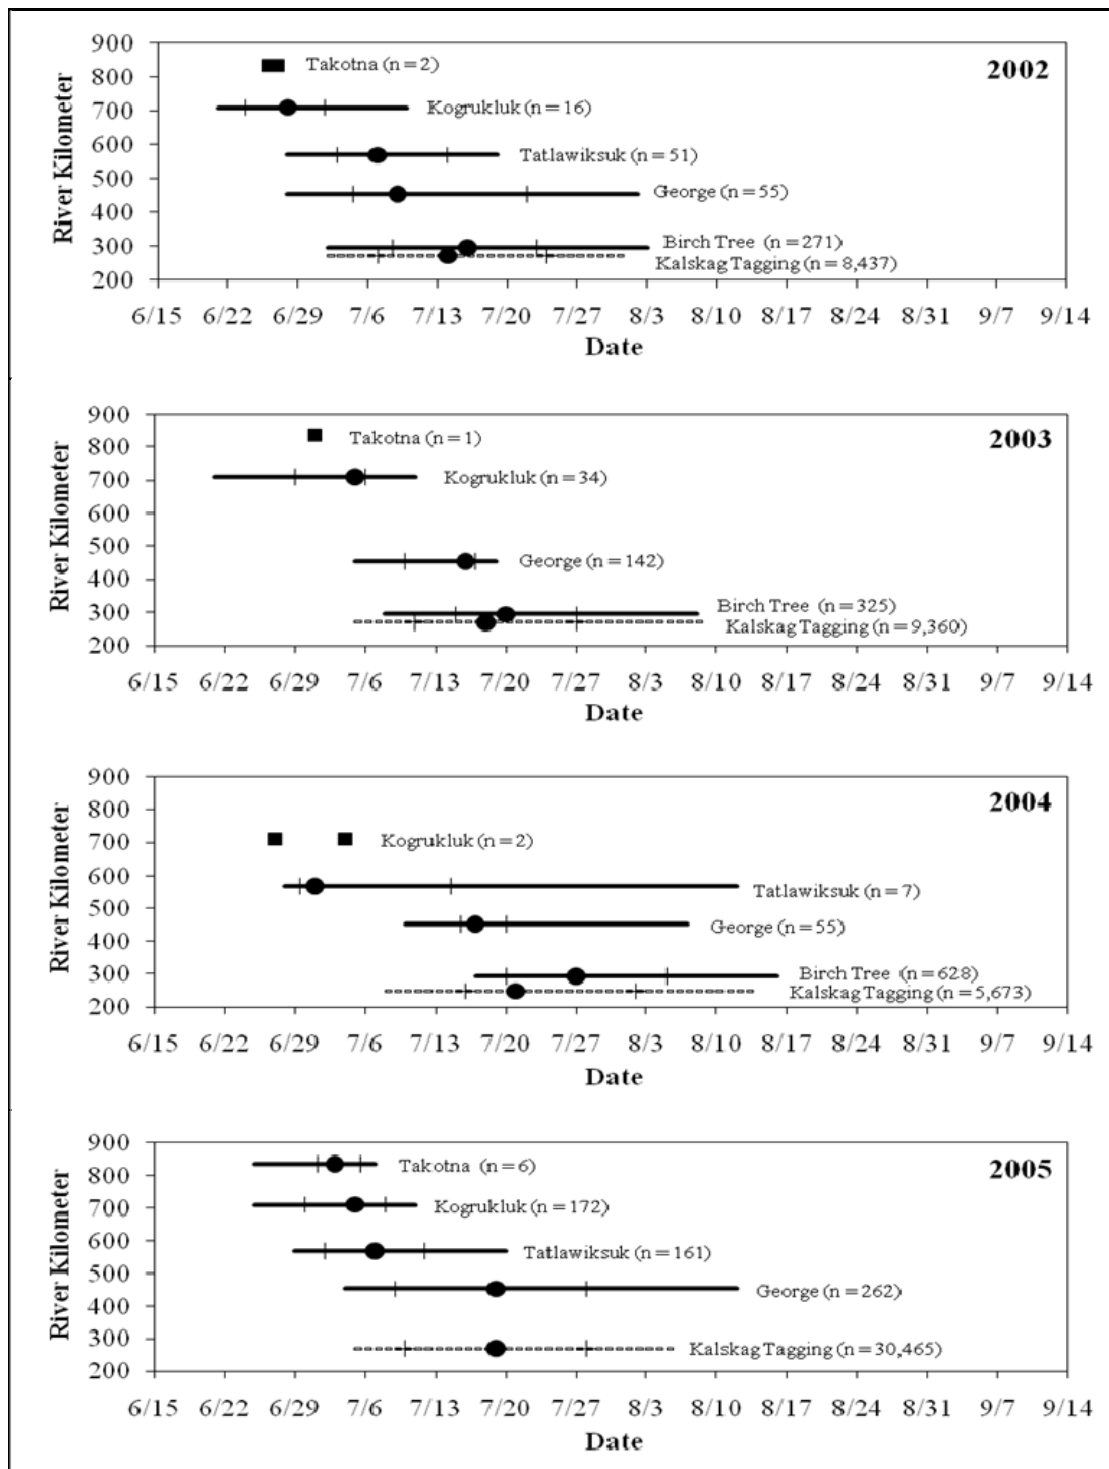 900
800
700
600
500
400
300
200
River Kilometer
2002
Takotna (n = 2)
Kogrukluk (n = 16)
Tatlawiksuk (n = 51)
George (n = 55)
Birch Tree (n = 271)
Kalskag Tagging (n = 8,437)
6/15 6/22 6/29 7/6 7/13 7/20 7/27 8/3 8/10 8/17 8/24 8/31 9/7 9/14
Date
900
800
700
600
500
400
300
200
River Kilometer
2003
Takotna (n = 1)
Kogrukluk (n = 34)
George (n = 142)
Birch Tree (n = 325)
Kalskag Tagging (n = 9,360)
6/15 6/22 6/29 7/6 7/13 7/20 7/27 8/3 8/10 8/17 8/24 8/31 9/7 9/14
Date
900
800
700
600
500
400
300
200
River Kilometer
2004
Kogrukluk (n = 2)
Tatlawiksuk (n = 7)
George (n = 55)
Birch Tree (n = 628)
Kalskag Tagging (n = 5,673)
6/15 6/22 6/29 7/6 7/13 7/20 7/27 8/3 8/10 8/17 8/24 8/31 9/7 9/14
Date
900
800
700
600
500
400
300
200
River Kilometer
2005
Takotna (n = 6)
Kogrukluk (n = 172)
Tatlawiksuk (n = 161)
George (n = 262)
Kalskag Tagging (n = 30,465)
6/15 6/22 6/29 7/6 7/13 7/20 7/27 8/3 8/10 8/17 8/24 8/31 9/7 9/14
Date